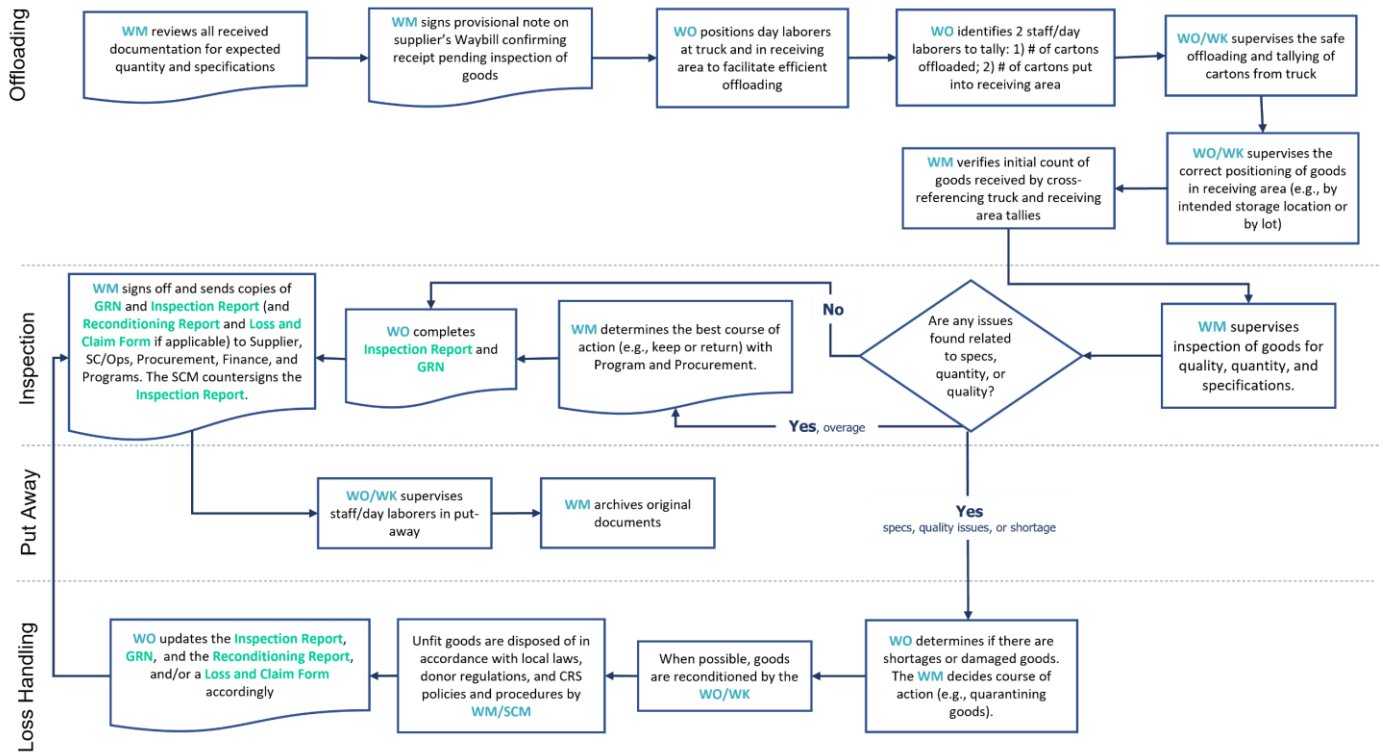 Offloading
WM reviews all received
documentation for expected
quantity and specifications
WM signs provisional note on
supplier's Waybill confirming
receipt pending inspection of
goods
WO positions day laborers
at truck and in receiving
area to facilitate efficient
offloading
WO identifies 2 staff/day
laborers to tally: 1) # of cartons
offloaded; 2) # of cartons put
into receiving area
WO/WK supervises the safe
offloading and tallying of
cartons from truck
WO/WK supervises the
correct positioning of goods
in receiving area (e.g., by
intended storage location or
by lot)
WM verifies initial count of
goods received by cross-
referencing truck and receiving
area tallies
Inspection
WM supervises
inspection of goods for
quality, quantity, and
specifications.
Are any issues
found related
to specs,
quantity, or
quality?
No
Yes, overage
WM determines the best course of
action (e.g., keep or return) with
Program and Procurement.
WO completes
Inspection Report and
GRN
WM signs off and sends copies of
GRN and Inspection Report (and
Reconditioning Report and Loss and
Claim Form if applicable) to Supplier,
SC/Ops, Procurement, Finance, and
Programs. The SCM countersigns the
Inspection Report.
Put Away
WO/WK supervises
staff/day laborers in put-
away
WM archives original
documents
Yes
specs, quality issues, or shortage
Loss Handling
WO determines if there are
shortages or damaged goods.
The WM decides course of
action (e.g., quarantining
goods).
When possible, goods
are reconditioned by the
WO/WK
Unfit goods are disposed of in
accordance with local laws,
donor regulations, and CRS
policies and procedures by
WM/SCM
WO updates the Inspection Report,
GRN, and the Reconditioning Report,
and/or a Loss and Claim Form
accordingly